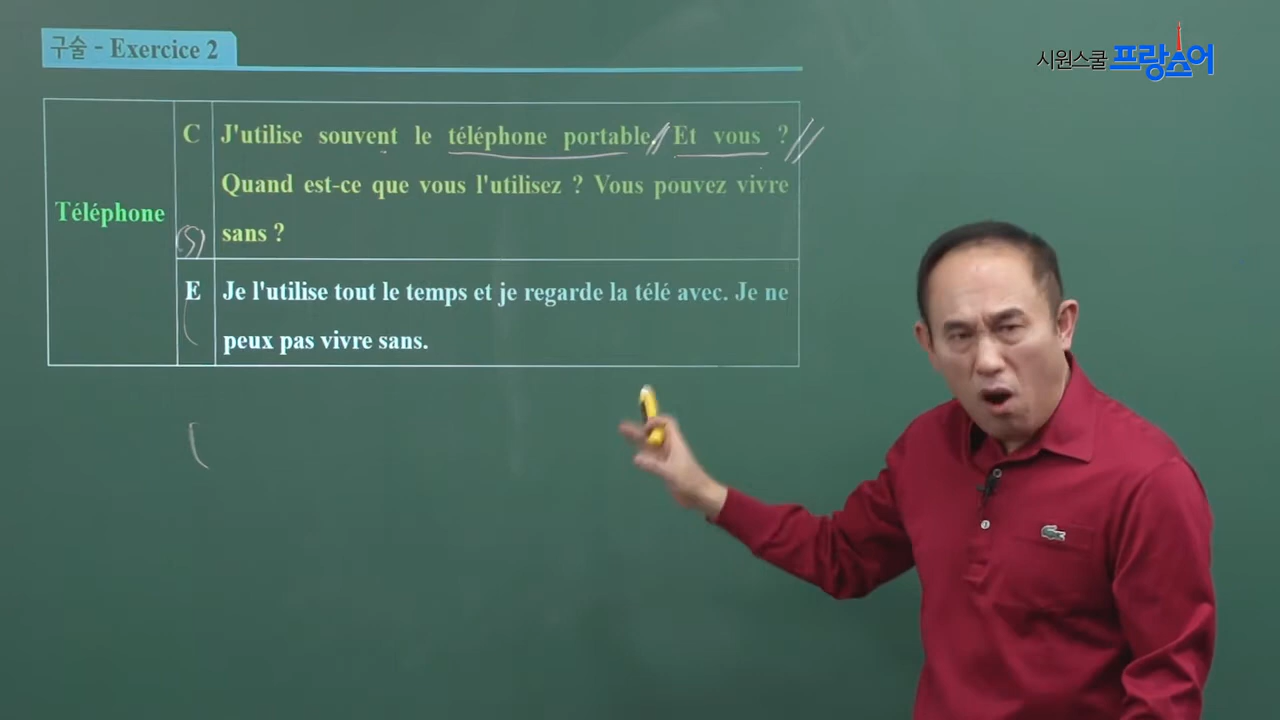 구술 - Exercice 2
시원스쿨 프랑스어
Téléphone
C
J'utilise souvent le téléphone portable. Et vous ?
Quand est-ce que vous l'utilisez ? Vous pouvez vivre
sans ?
E
Je l'utilise tout le temps et je regarde la télé avec. Je ne
peux pas vivre sans.